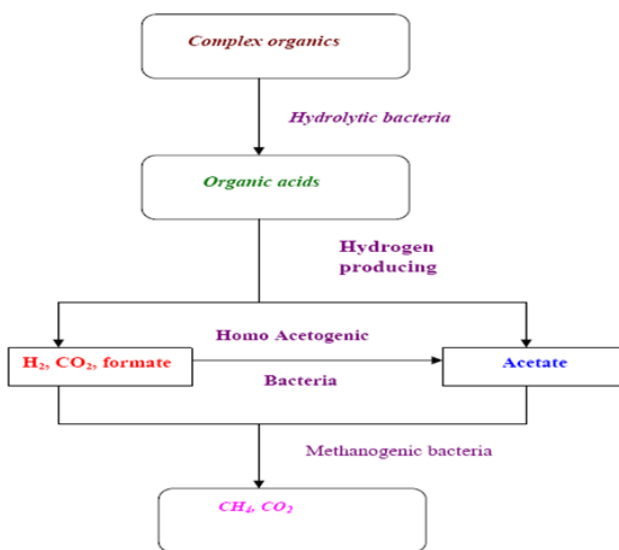 Complex organics
Hydrolytic bacteria
Organic acids
Hydrogen
producing
Homo Acetogenic
H₂, CO₂, formate
Acetate
Bacteria
Methanogenic bacteria
CH₄, CO₂